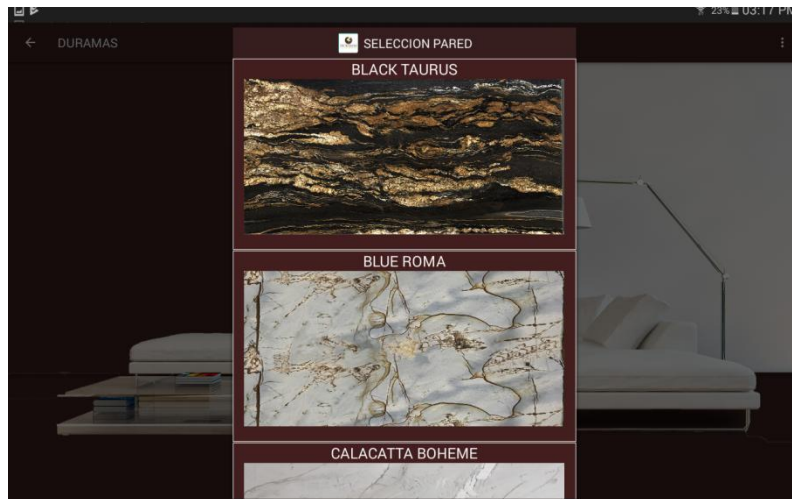 23% 03:17 PM
DURAMAS
SELECCION PARED
BLACK TAURUS
BLUE ROMA
CALACATTA BOHEME